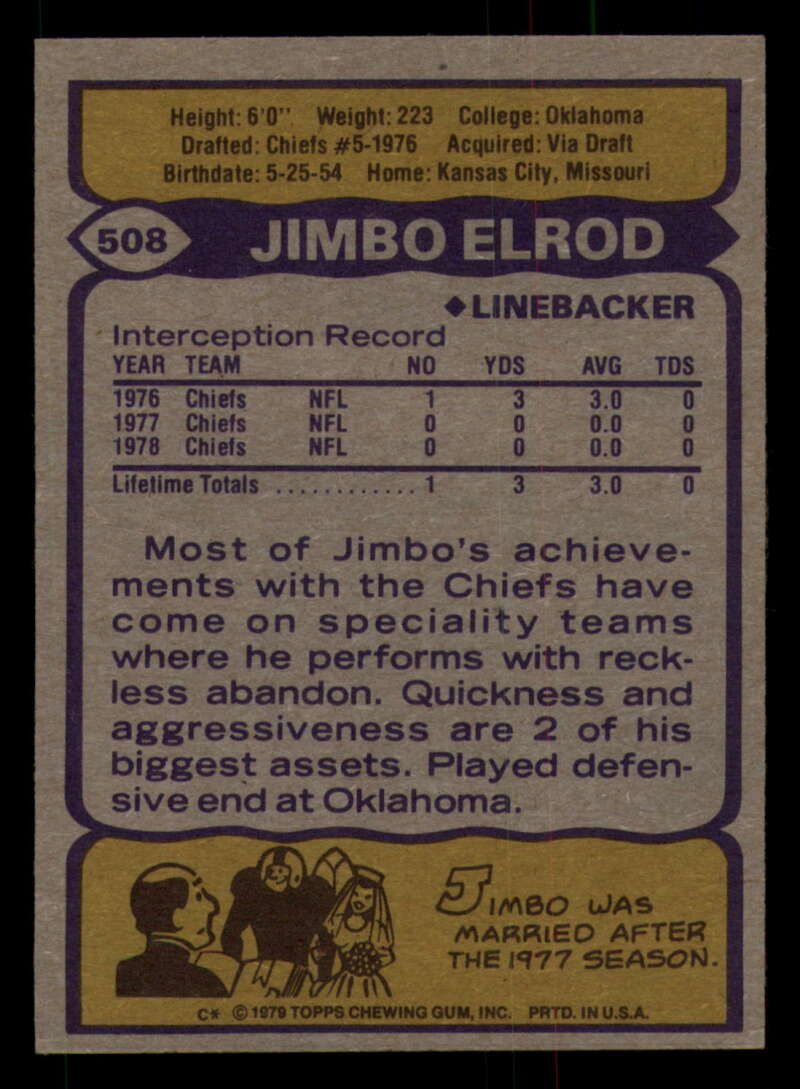 Height: 6'0'' Weight: 223 College: Oklahoma
Drafted: Chiefs #5-1976 Acquired: Via Draft
Birthdate: 5-25-54 Home: Kansas City, Missouri
508 JIMBO ELROD
◆LINEBACKER
Interception Record
YEAR TEAM NO YDS AVG TDS
1976 Chiefs NFL 1 3 3.0 0
1977 Chiefs NFL 0 0 0.0 0
1978 Chiefs NFL 0 0 0.0 0
Lifetime Totals ............ 1 3 3.0 0
Most of Jimbo's achieve-
ments with the Chiefs have
come on speciality teams
where he performs with reck-
less abandon. Quickness and
aggressiveness are 2 of his
biggest assets. Played defen-
sive end at Oklahoma.
JIMBO WAS
MARRIED AFTER
THE 1977 SEASON.
C* © 1979 TOPPS CHEWING GUM, INC. PRTD. IN U.S.A.